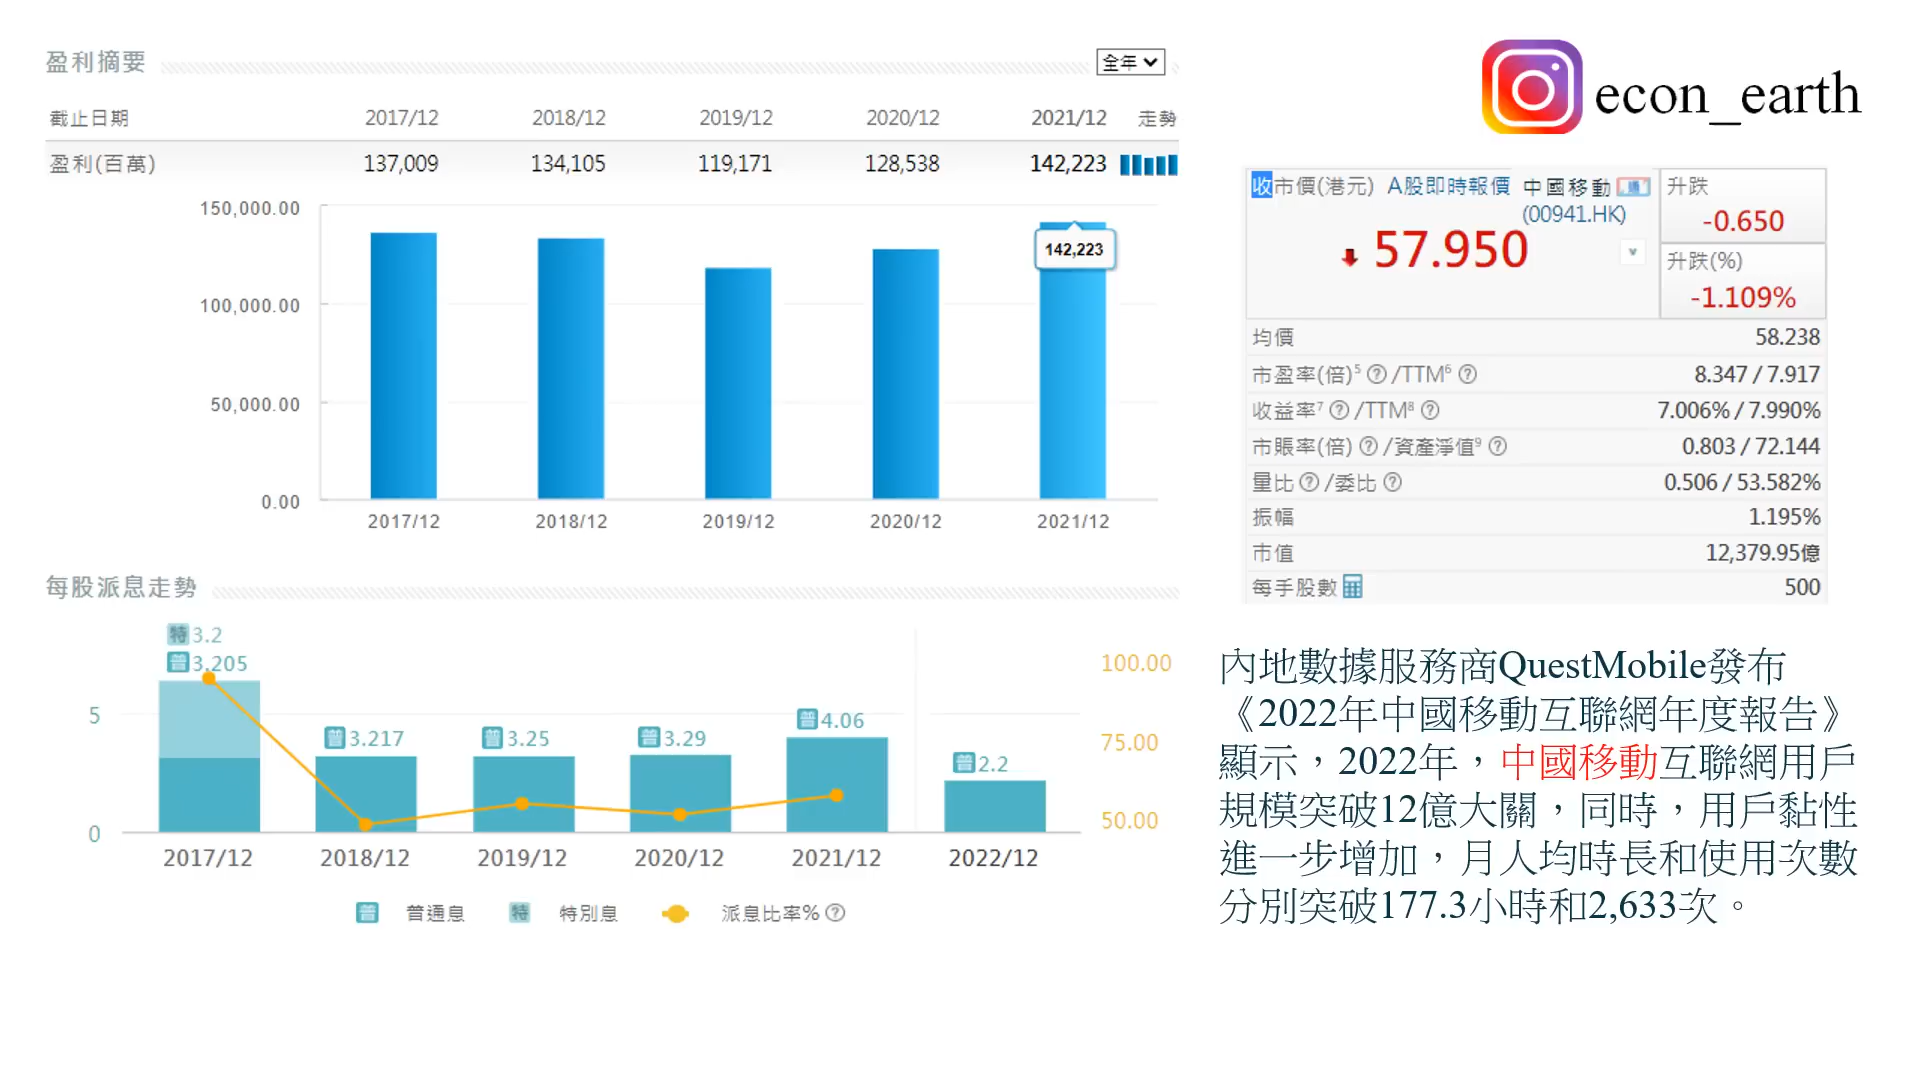 盈利摘要
全年
截止日期 2017/12 2018/12 2019/12 2020/12 2021/12 走勢
盈利(百萬) 137,009 134,105 119,171 128,538 142,223
150,000.00
100,000.00
50,000.00
0.00
142,223
2017/12 2018/12 2019/12 2020/12 2021/12
每股派息走勢
特 3.2
普 3.205
普 3.217
普 3.25
普 3.29
普 4.06
普 2.2
5
0
100.00
75.00
50.00
2017/12 2018/12 2019/12 2020/12 2021/12 2022/12
普 普通息 特 特別息 派息比率% ?
econ_earth
收市價(港元) A股即時報價 中國移動
(00941.HK)
57.950
升跌
-0.650
升跌(%)
-1.109%
均價 58.238
市盈率(倍)5 ? /TTM6 ? 8.347 / 7.917
收益率7 ? /TTM8 ? 7.006% / 7.990%
市賬率(倍) ? /資產淨值9 ? 0.803 / 72.144
量比 ? /委比 ? 0.506 / 53.582%
振幅 1.195%
市值 12,379.95億
每手股數 500
內地數據服務商QuestMobile發布
《2022年中國移動互聯網年度報告》
顯示，2022年，中國移動互聯網用戶
規模突破12億大關，同時，用戶黏性
進一步增加，月人均時長和使用次數
分別突破177.3小時和2,633次。